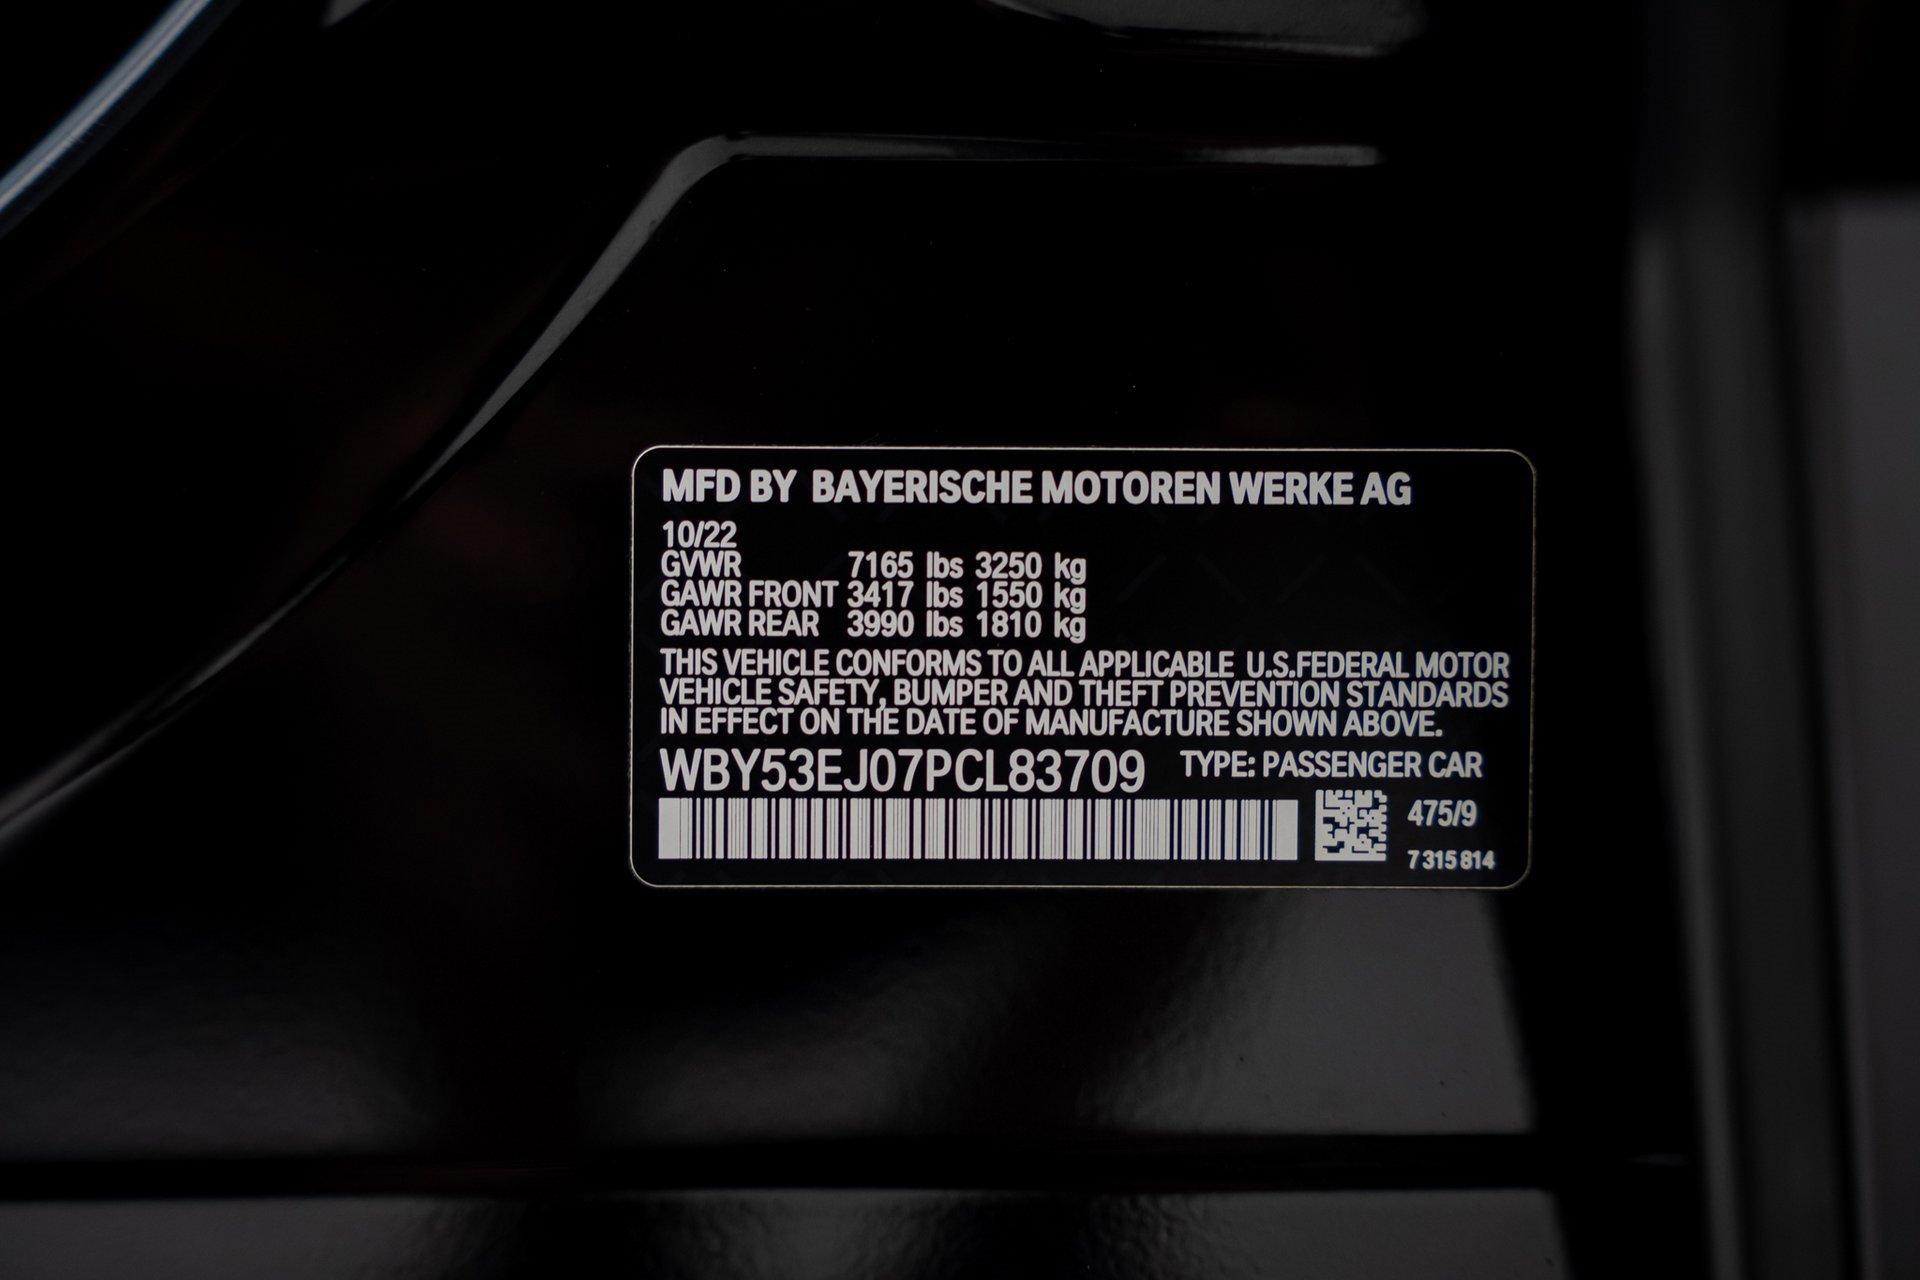 MFD BY BAYERISCHE MOTOREN WERKE AG
10/22
GVWR 7165 lbs 3250 kg
GAWR FRONT 3417 lbs 1550 kg
GAWR REAR 3990 lbs 1810 kg
THIS VEHICLE CONFORMS TO ALL APPLICABLE U.S.FEDERAL MOTOR
VEHICLE SAFETY, BUMPER AND THEFT PREVENTION STANDARDS
IN EFFECT ON THE DATE OF MANUFACTURE SHOWN ABOVE.
WBY53EJ07PCL83709 TYPE: PASSENGER CAR
475/9
7 315 814